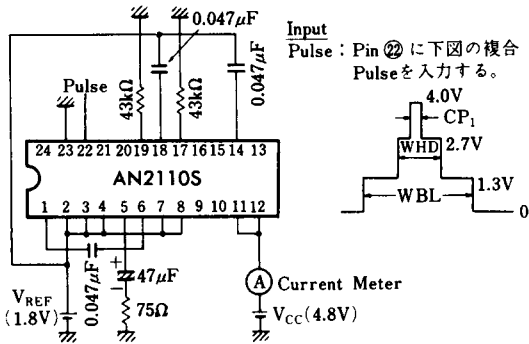 0.047μF
Input
Pulse : Pin ㉒ に下図の複合
Pulseを入力する。
Pulse
43kΩ
43kΩ
0.047μF
4.0V
CP₁
WHD
2.7V
1.3V
WBL
0
24 23 22 21 20 19 18 17 16 15 14 13
AN2110S
1 2 3 4 5 6 7 8 9 10 11 12
0.047μF
+
47μF
−
A Current Meter
VREF
(1.8V)
75Ω
VCC(4.8V)